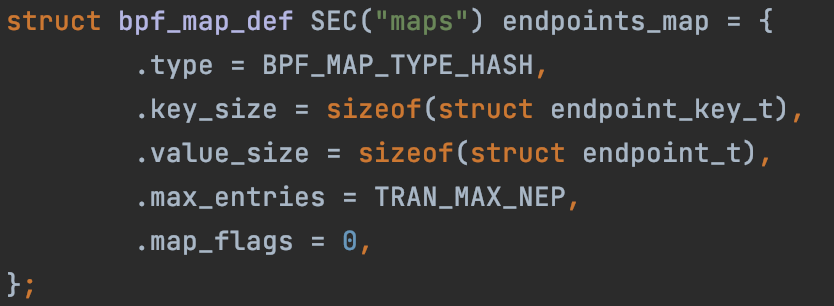 struct bpf_map_def SEC("maps") endpoints_map = {
        .type = BPF_MAP_TYPE_HASH,
        .key_size = sizeof(struct endpoint_key_t),
        .value_size = sizeof(struct endpoint_t),
        .max_entries = TRAN_MAX_NEP,
        .map_flags = 0,
};